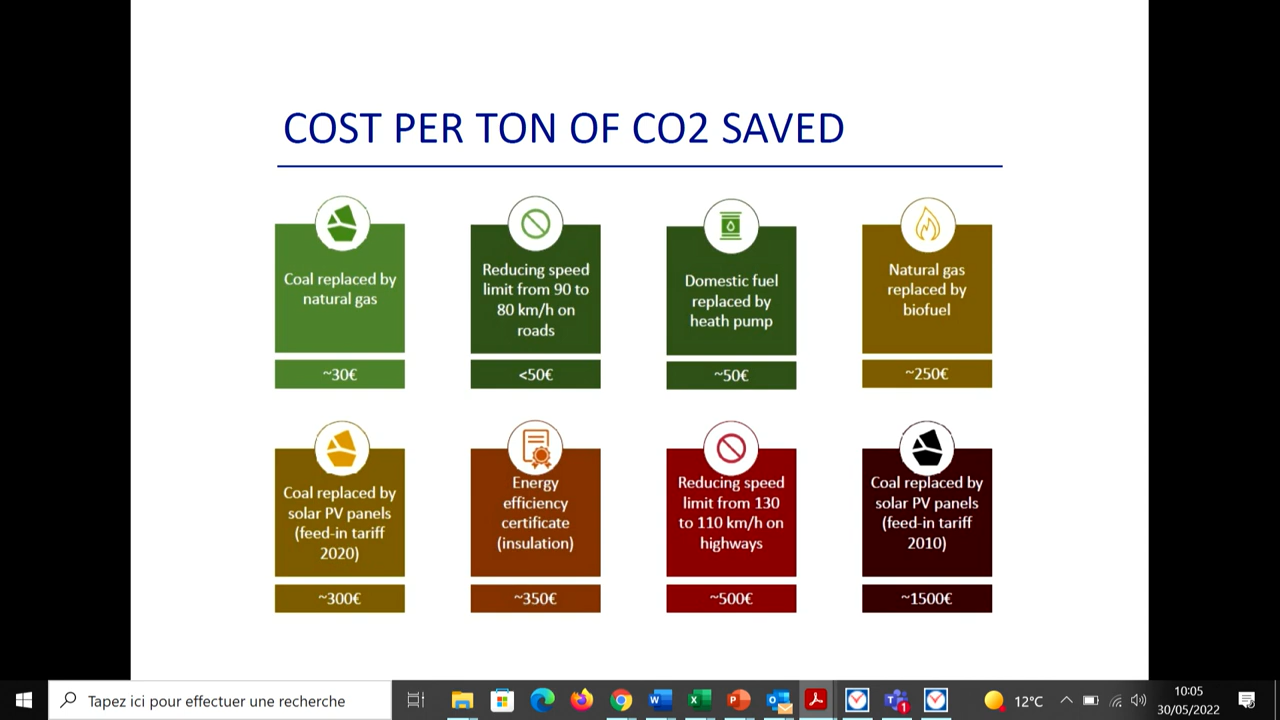 COST PER TON OF CO2 SAVED
Coal replaced by
natural gas
~30€
Reducing speed
limit from 90 to
80 km/h on
roads
<50€
Domestic fuel
replaced by
heath pump
~50€
Natural gas
replaced by
biofuel
~250€
Coal replaced by
solar PV panels
(feed-in tariff
2020)
~300€
Energy
efficiency
certificate
(insulation)
~350€
Reducing speed
limit from 130
to 110 km/h on
highways
~500€
Coal replaced by
solar PV panels
(feed-in tariff
2010)
~1500€
Tapez ici pour effectuer une recherche
12°C
10:05
30/05/2022